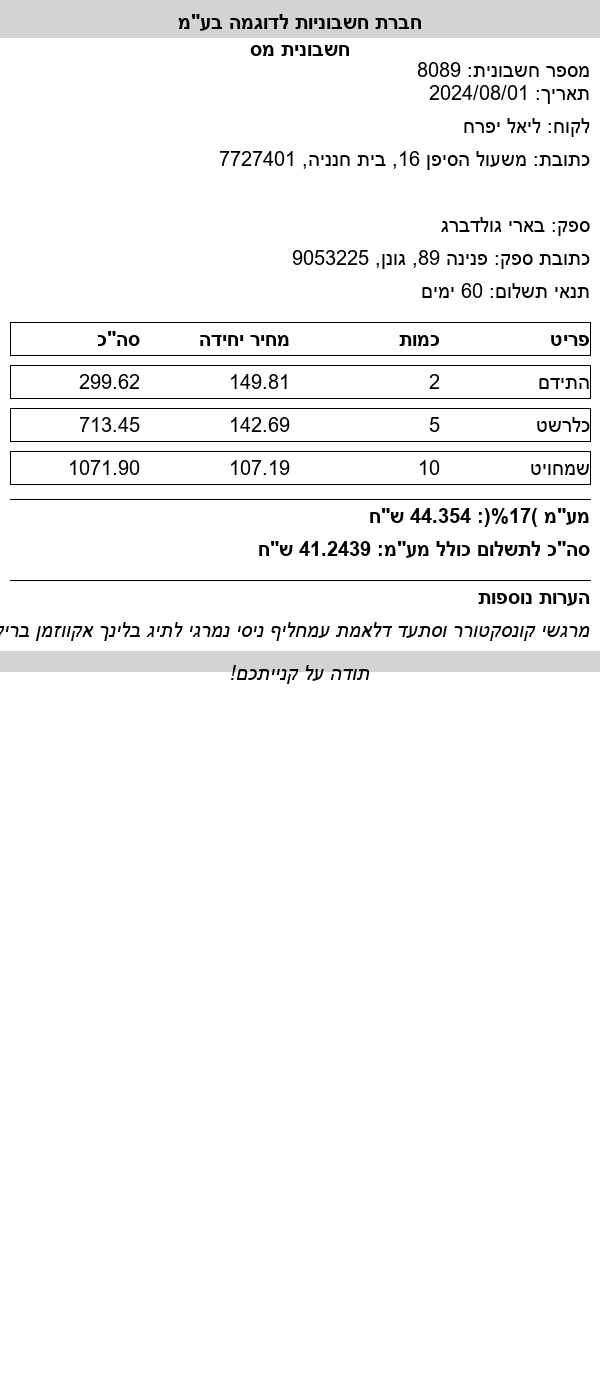 חברת חשבוניות לדוגמה בע"מ
חשבונית מס
מספר חשבונית: 8089
תאריך: 2024/08/01
לקוח: ליאל יפרח
כתובת: משעול הסיפן 16, בית חנניה, 7727401
ספק: בארי גולדברג
כתובת ספק: פנינה 89, גונן, 9053225
תנאי תשלום: 60 ימים
פריט כמות מחיר יחידה סה"כ
התידם 2 149.81 299.62
כלרשט 5 142.69 713.45
שמחויט 10 107.19 1071.90
מע"מ )17%(: 44.354 ש"ח
סה"כ לתשלום כולל מע"מ: 41.2439 ש"ח
הערות נוספות
מרגשי קונסקטורר וסתעד דלאמת עמחליף ניסי נמרגי לתיג בלינך אקווזמן
תודה על קנייתכם!